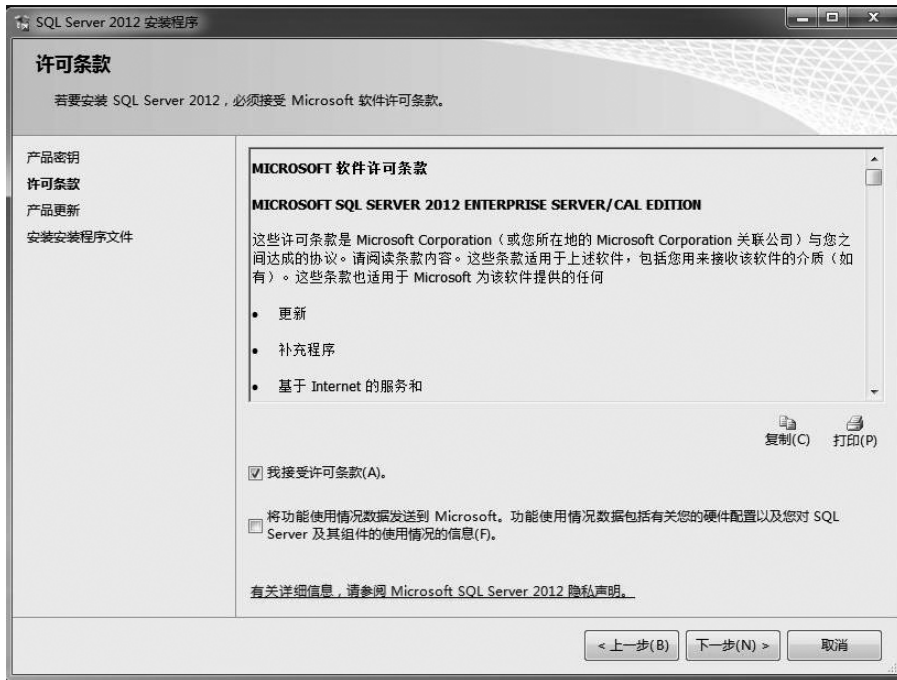 SQL Server 2012 安装程序
许可条款
若要安装 SQL Server 2012，必须接受 Microsoft 软件许可条款。
产品密钥
许可条款
产品更新
安装安装程序文件
MICROSOFT 软件许可条款
MICROSOFT SQL SERVER 2012 ENTERPRISE SERVER/CAL EDITION
这些许可条款是 Microsoft Corporation（或您所在地的 Microsoft Corporation 关联公司）与您之
间达成的协议。请阅读条款内容。这些条款适用于上述软件，包括您用来接收该软件的介质（如
有）。这些条款也适用于 Microsoft 为该软件提供的任何
• 更新
• 补充程序
• 基于 Internet 的服务和
复制(C) 打印(P)
我接受许可条款(A)。
将功能使用情况数据发送到 Microsoft。功能使用情况数据包括有关您的硬件配置以及您对 SQL
Server 及其组件的使用情况的信息(F)。
有关详细信息，请参阅 Microsoft SQL Server 2012 隐私声明。
< 上一步(B) 下一步(N) > 取消